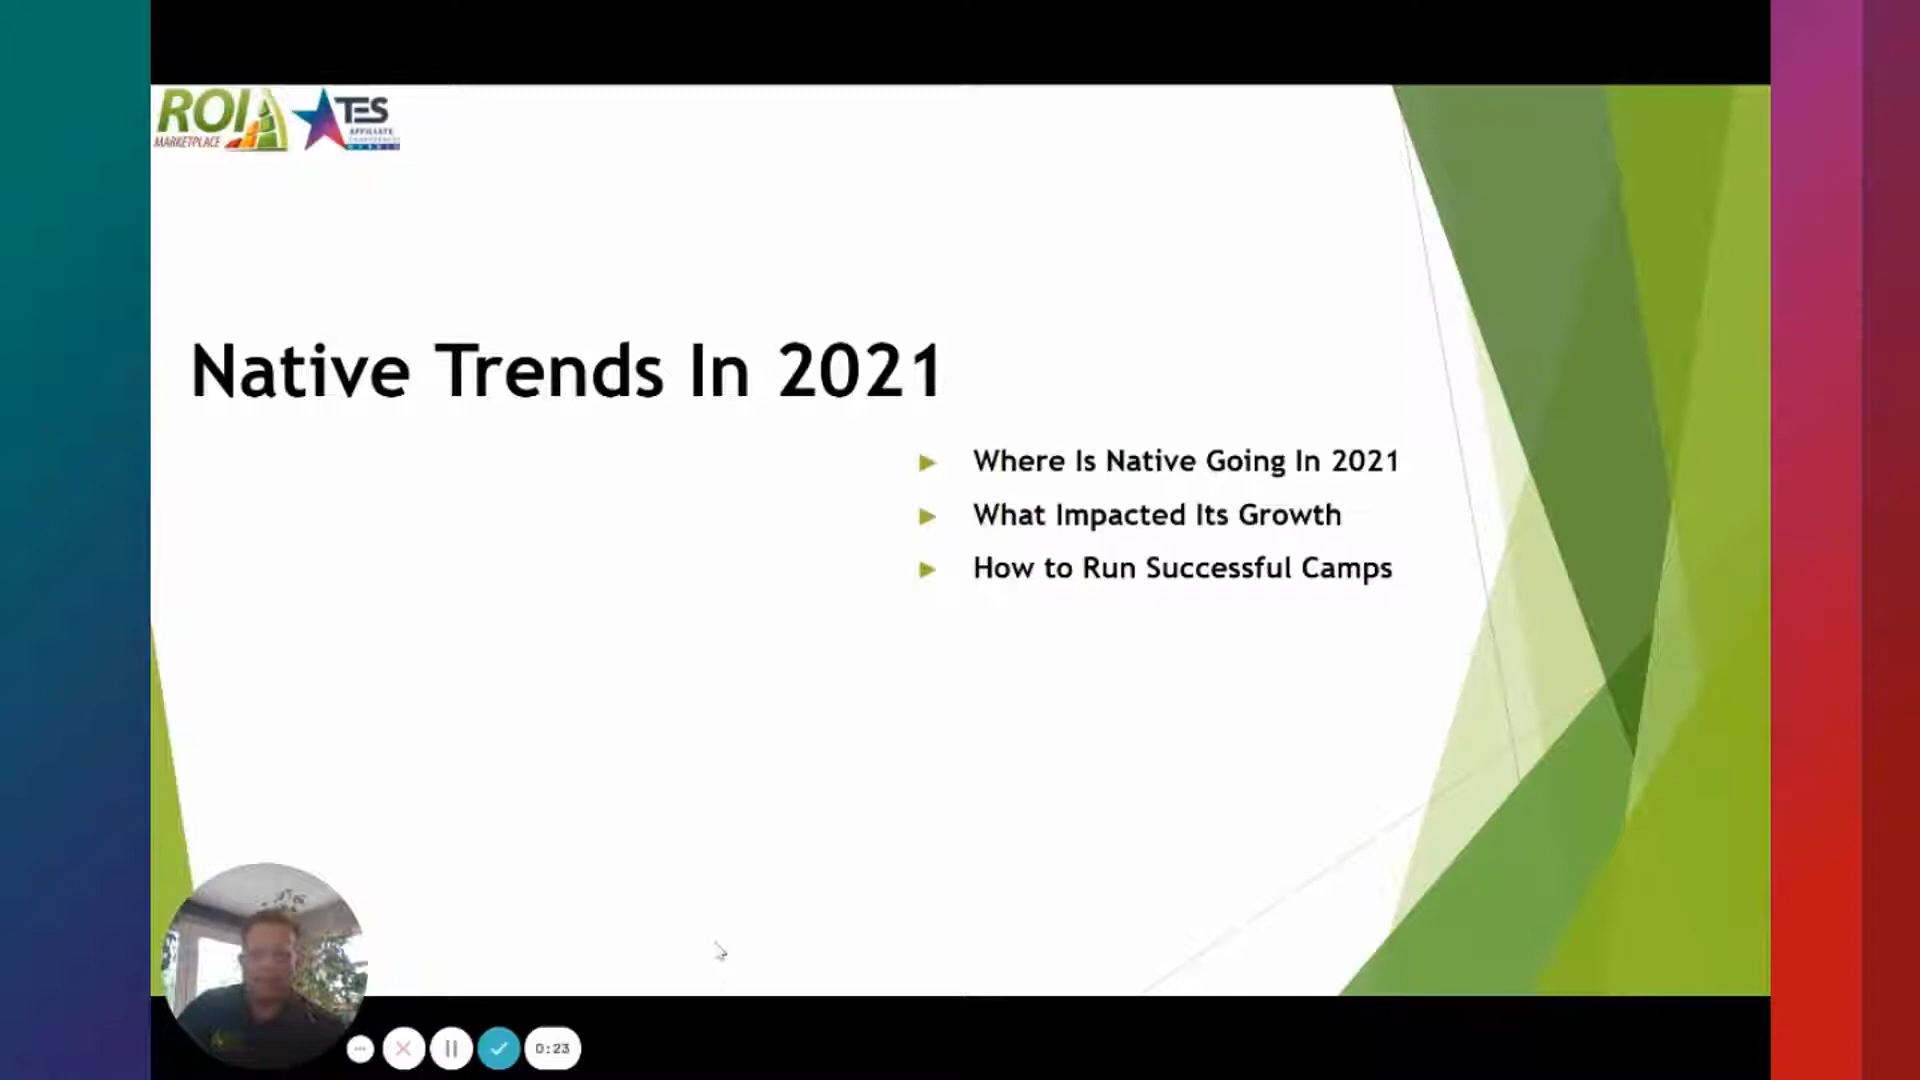 ROI
MARKETPLACE
TES
AFFILIATE
Native Trends In 2021
Where Is Native Going In 2021
What Impacted Its Growth
How to Run Successful Camps
0:23